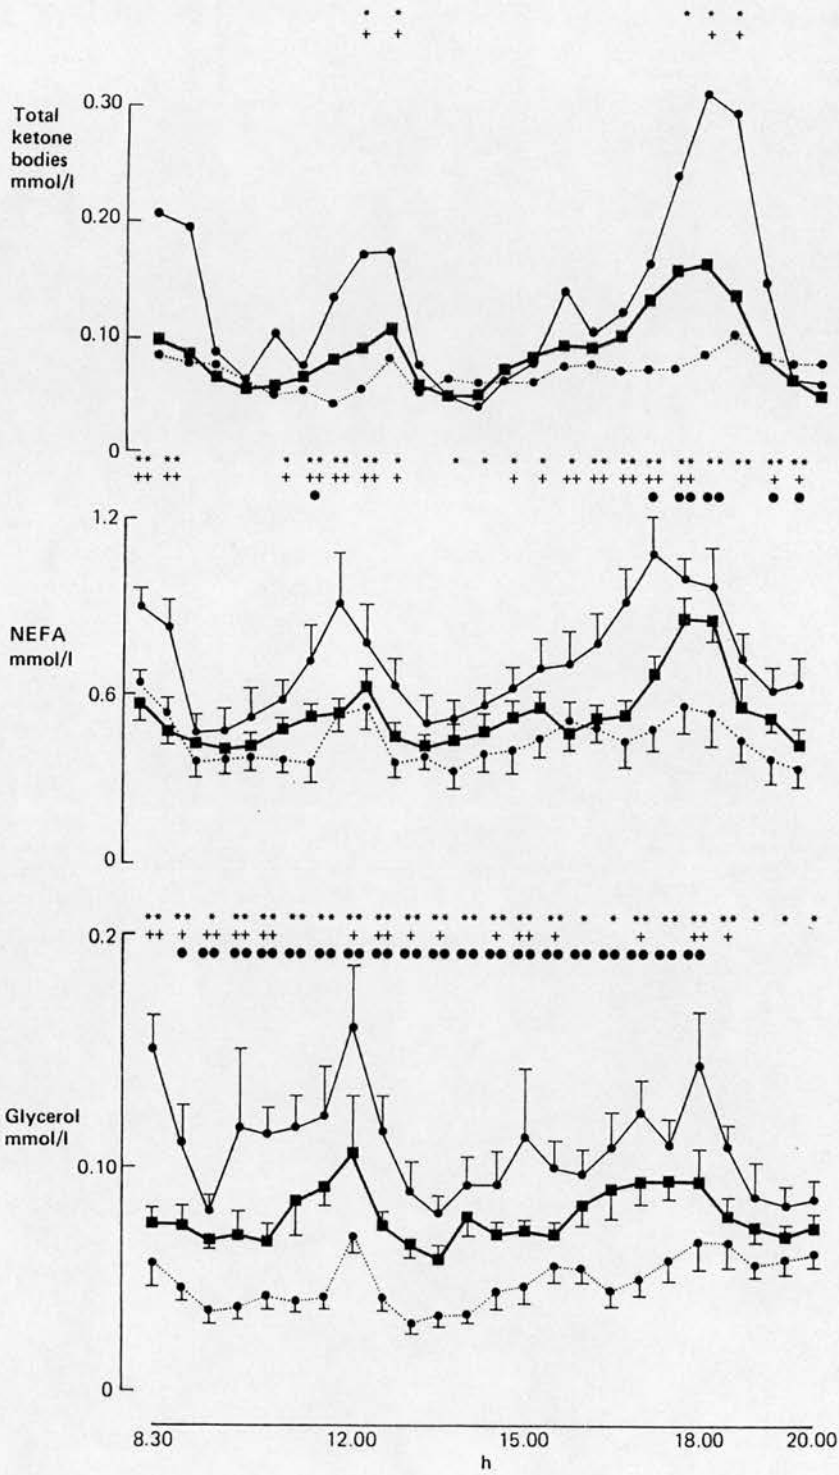 * * * * *
+ + + +
0.30
Total
ketone
bodies
mmol/l
0.20
0.10
0
** ** * ** ** ** * * * * * ** ** ** ** ** ** ** ** **
++ ++ + ++ ++ ++ + + + ++ ++ ++ ++ ++ + +
● ● ●● ●● ● ●
1.2
NEFA
mmol/l
0.6
0
** ** * ** ** ** ** ** ** * ** ** ** ** ** * * ** ** ** ** * * *
++ + ++ ++ ++ + ++ + + + ++ + + ++ +
● ●● ●● ●● ●● ●● ●● ●● ●● ●● ●● ●● ●● ●● ●● ●● ●● ●● ●●
0.2
Glycerol
mmol/l
0.10
0
8.30 12.00 15.00 18.00 20.00
h